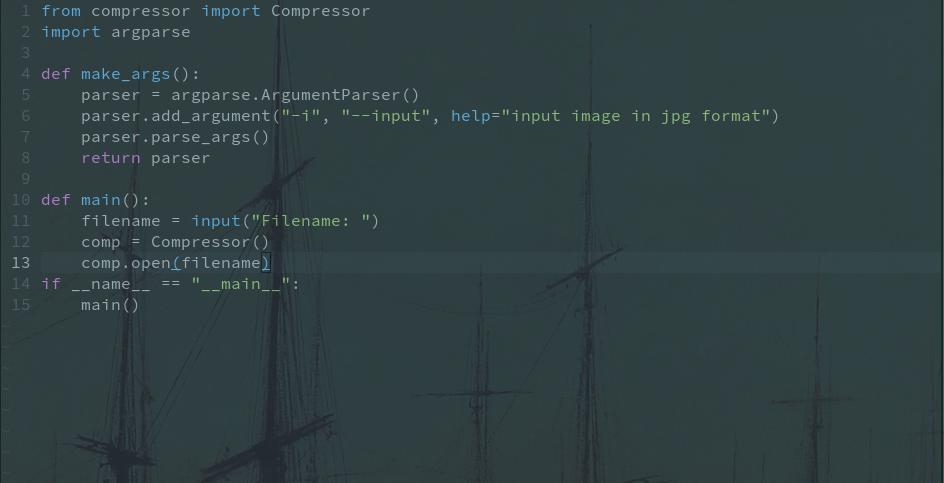 1 from compressor import Compressor
2 import argparse
3
4 def make_args():
5     parser = argparse.ArgumentParser()
6     parser.add_argument("-i", "--input", help="input image in jpg format")
7     parser.parse_args()
8     return parser
9
10 def main():
11     filename = input("Filename: ")
12     comp = Compressor()
13     comp.open(filename)
14 if __name__ == "__main__":
15     main()